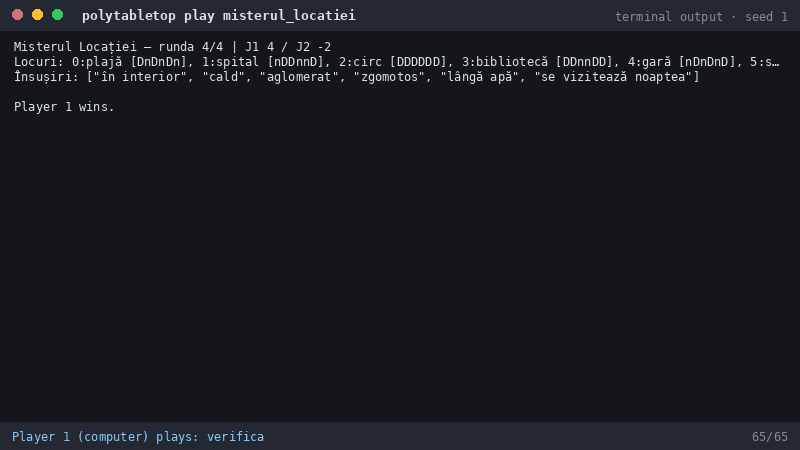 polytabletop play misterul_locatiei
terminal output · seed 1
Misterul Locației — runda 4/4 | J1 4 / J2 -2
Locuri: 0:plajă [DnDnDn], 1:spital [nDDnnD], 2:circ [DDDDDD], 3:bibliotecă [DDnnDD], 4:gară [nDnDnD], 5:s…
Însușiri: ["în interior", "cald", "aglomerat", "zgomotos", "lângă apă", "se vizitează noaptea"]
Player 1 wins.
Player 1 (computer) plays: verifica
65/65